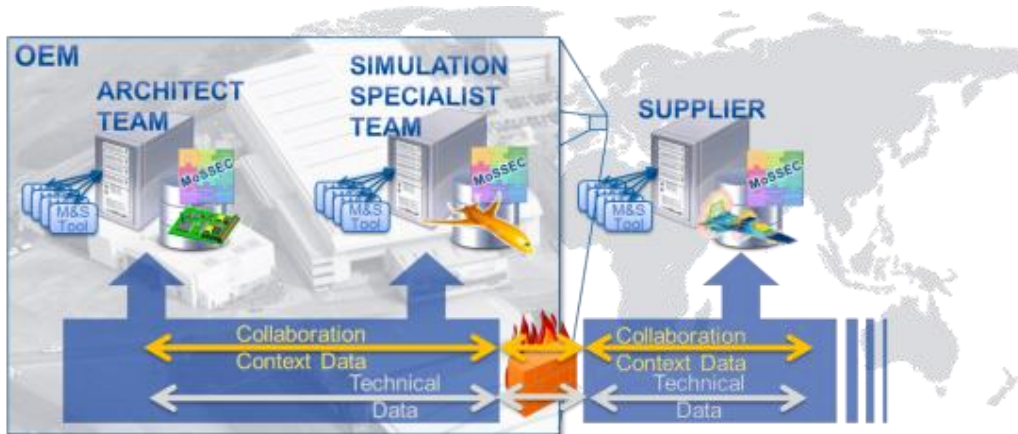 OEM
ARCHITECT
TEAM
MoSSEC
M&S
Tool
SIMULATION
SPECIALIST
TEAM
MoSSEC
M&S
Tool
SUPPLIER
MoSSEC
M&S
Tool
Collaboration
Context Data
Technical
Data
Collaboration
Context Data
Technical
Data